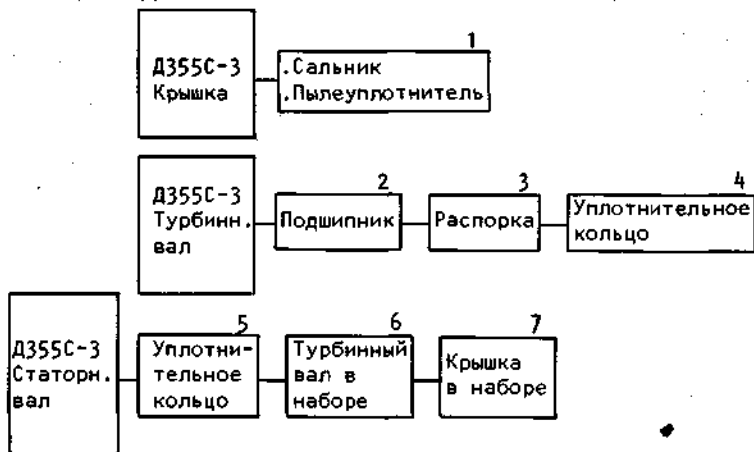 1
Д355С-3
Крышка
.Сальник
.Пылеуплотнитель
Д355С-3
Турбинн.
вал
2
Подшипник
3
Распорка
4
Уплотнительное
кольцо
Д355С-3
Статорн.
вал
5
Уплотни-
тельное
кольцо
6
Турбинный
вал в
наборе
7
Крышка
в наборе